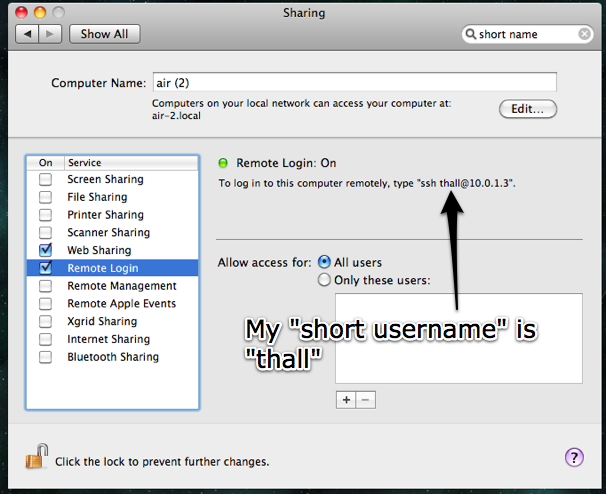 Sharing
Show All
short name
Computer Name: air (2)
Computers on your local network can access your computer at:
air-2.local
Edit...
On Service
Screen Sharing
File Sharing
Printer Sharing
Scanner Sharing
Web Sharing
Remote Login
Remote Management
Remote Apple Events
Xgrid Sharing
Internet Sharing
Bluetooth Sharing
Remote Login: On
To log in to this computer remotely, type "ssh thall@10.0.1.3".
Allow access for: All users
Only these users:
My "short username" is
"thall"
+ −
Click the lock to prevent further changes.
?